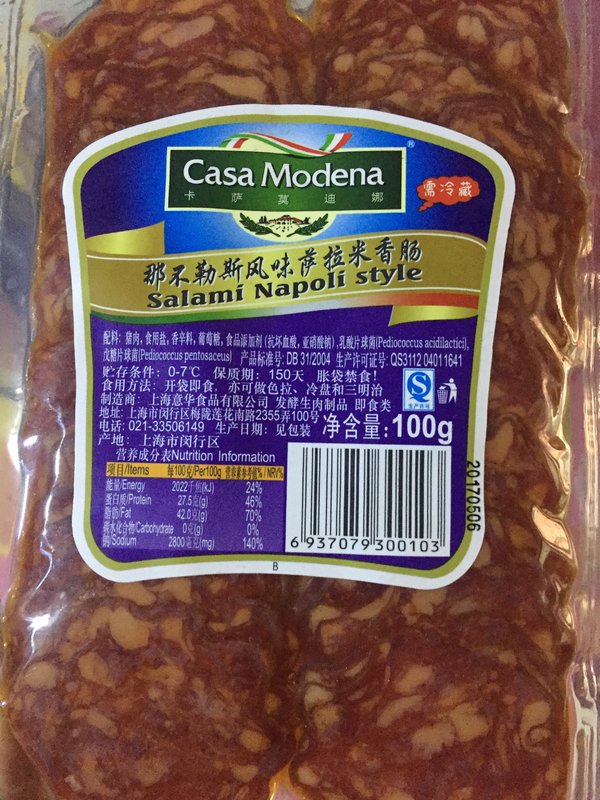 Casa Modena
®
卡萨莫迪娜
需冷藏
那不勒斯风味萨拉米香肠
Salami Napoli style
配料: 猪肉, 食用盐, 香辛料, 葡萄糖, 食品添加剂 (抗坏血酸, 亚硝酸钠), 乳酸片球菌(Pediococcus acidilactici),
戊糖片球菌(Pediococcus pentosaceus) 产品标准号: DB 31/2004 生产许可证号: QS3112 04011641
贮存条件: 0-7℃ 保质期: 150天 胀袋禁食!
食用方法: 开袋即食, 亦可做色拉、冷盘和三明治
制造商: 上海意华食品有限公司 发酵生肉制品 即食类
地址: 上海市闵行区梅陇莲花南路2355弄100号
电话: 021-33506149 生产日期: 见包装 净含量: 100g
产地: 上海市闵行区
营养成分表Nutrition Information
项目/Items 每100克/Per100g 营养素参考值% / NRV%
能量/Energy 2022千焦(kJ) 24%
蛋白质/Protein 27.5克(g) 46%
脂肪/Fat 42.0克(g) 70%
碳水化合物/Carbohydrate 0克(g) 0%
钠/Sodium 2800毫克(mg) 140%
生产许可
20170506
6 937079 300103
B